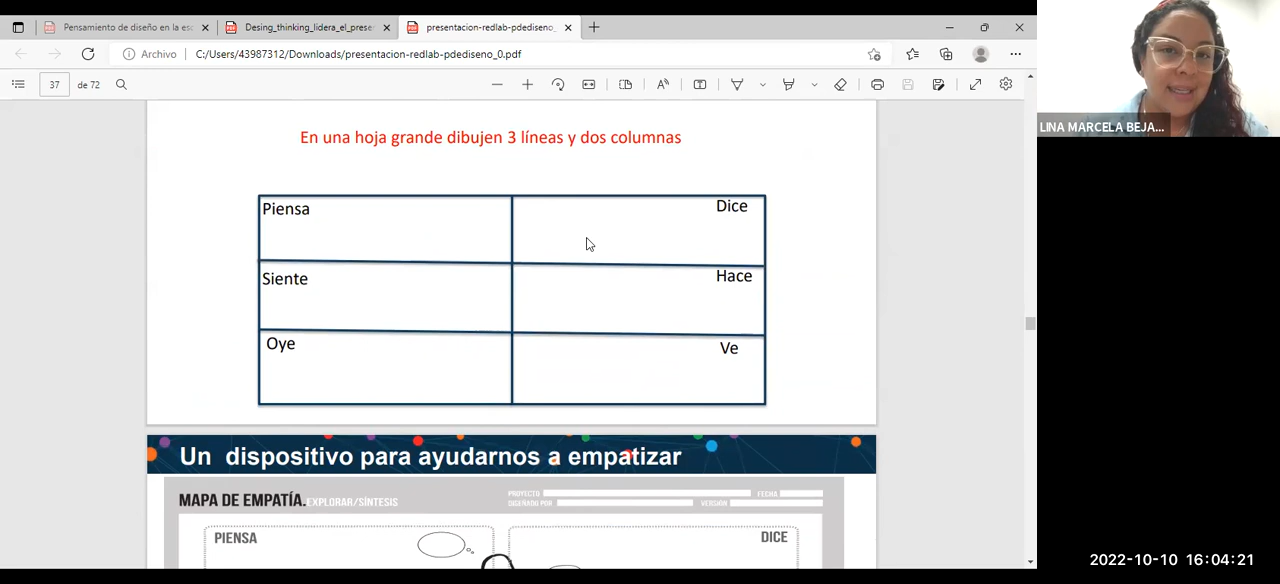 Pensamiento de diseño en la esc
Desing_thinking_lidera_el_prese
presentacion-redlab-pdediseno_
Archivo
C:/Users/43987312/Downloads/presentacion-redlab-pdediseno_0.pdf
37
de 72
LINA MARCELA BEJA...
En una hoja grande dibujen 3 líneas y dos columnas
Piensa
Dice
Siente
Hace
Oye
Ve
Un dispositivo para ayudarnos a empatizar
MAPA DE EMPATÍA. EXPLORAR/SÍNTESIS
PROYECTO
FECHA
DISEÑADO POR
VERSIÓN
PIENSA
DICE
2022-10-10 16:04:21